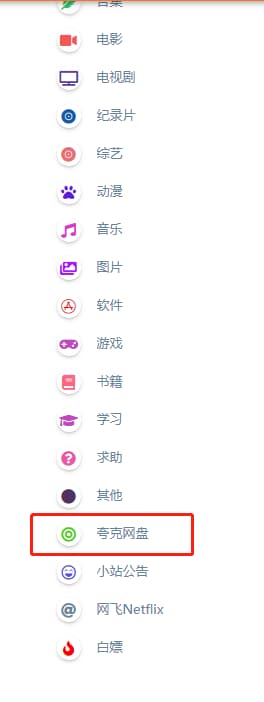 合集
电影
电视剧
纪录片
综艺
动漫
音乐
图片
软件
游戏
书籍
学习
求助
其他
夸克网盘
小站公告
网飞Netflix
白嫖